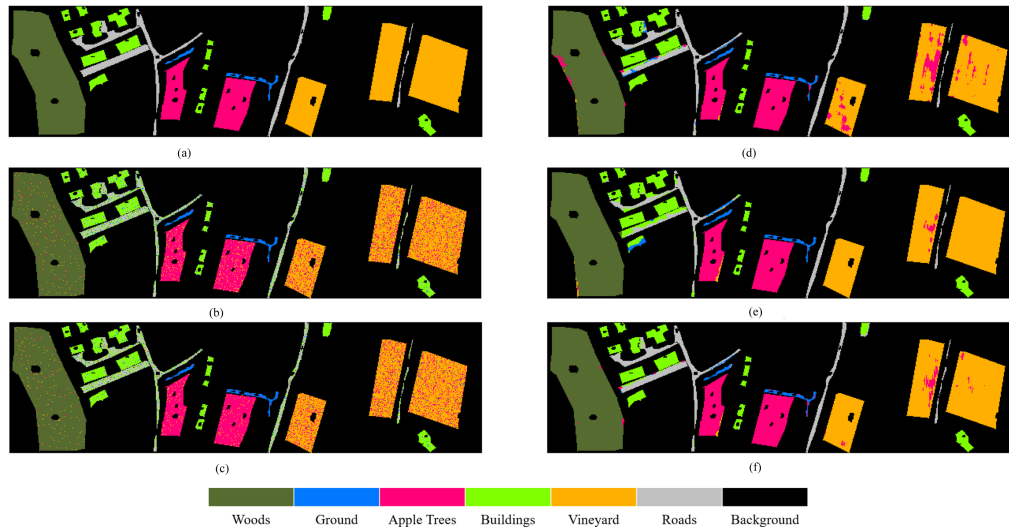 (a)
(d)
(b)
(e)
(c)
(f)
Woods Ground Apple Trees Buildings Vineyard Roads Background